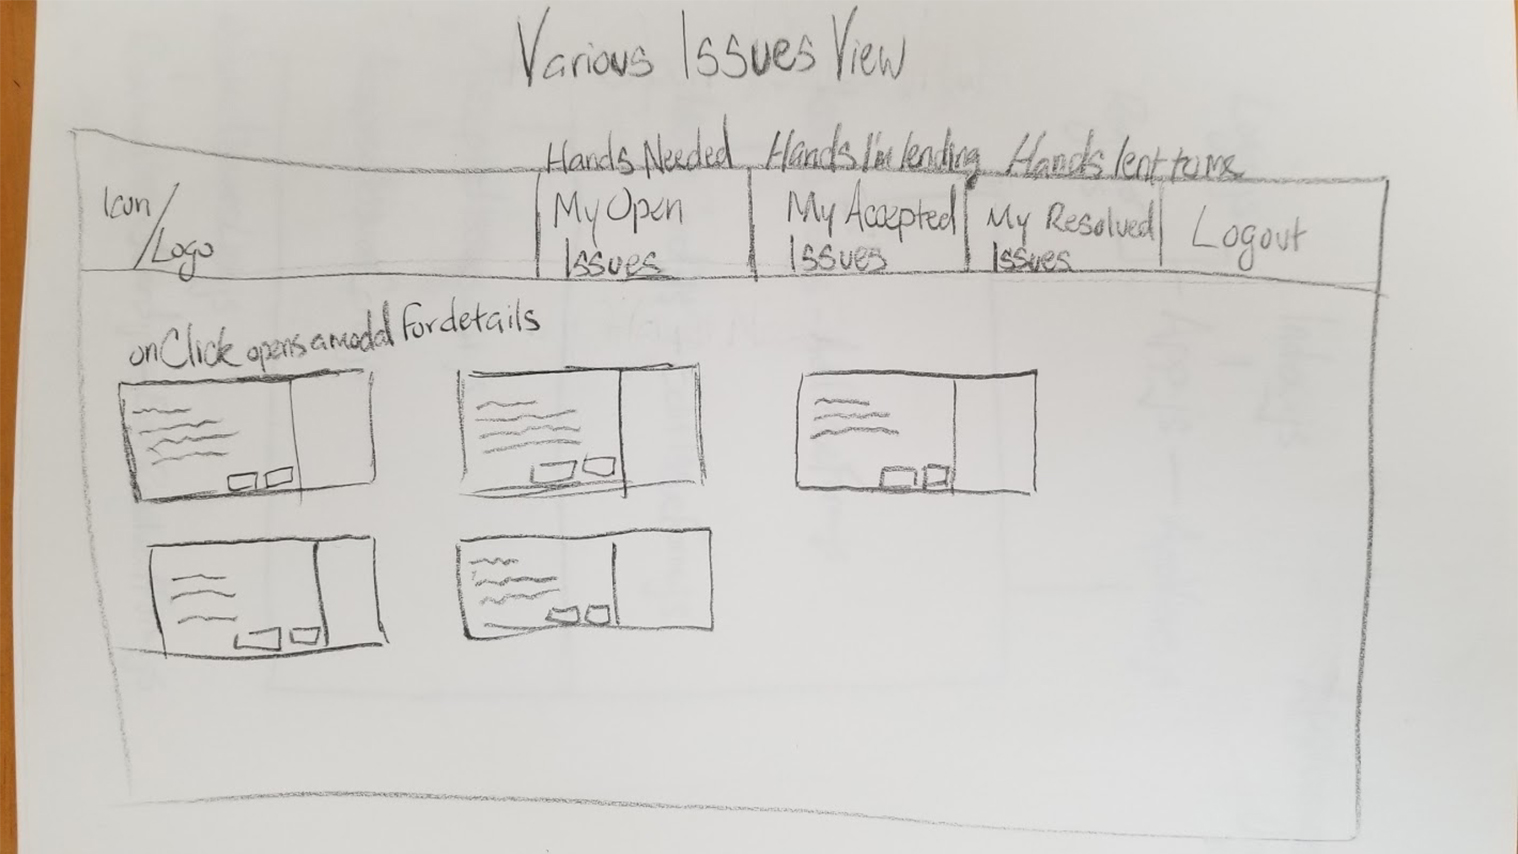 Various Issues View
Hands Needed Hands I'm lending Hands lent to me
Icon/
Logo
My Open
Issues
My Accepted
Issues
My Resolved
Issues
Logout
onClick opens a modal for details